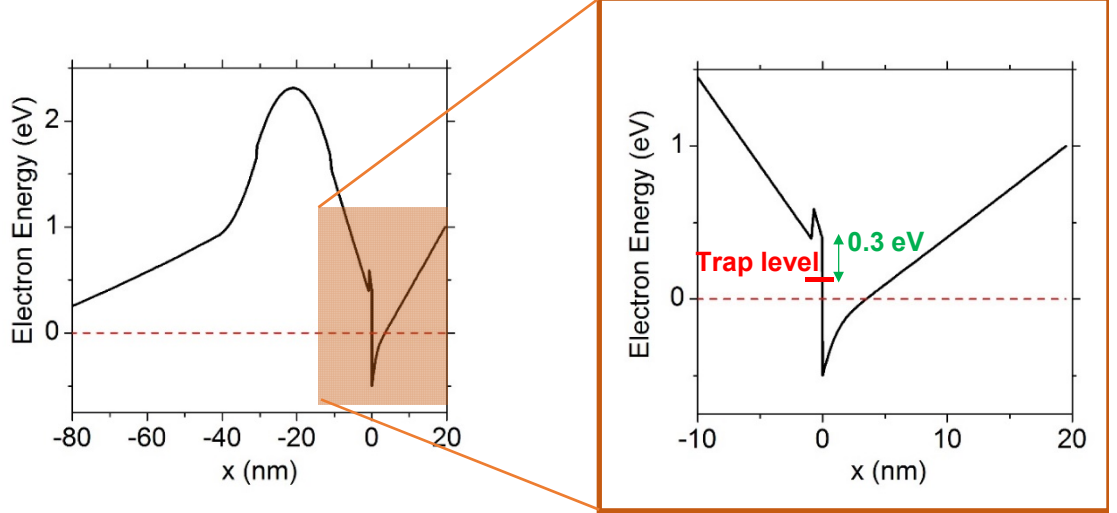 Electron Energy (eV)
2
1
0
-80 -60 -40 -20 0 20
x (nm)
Electron Energy (eV)
1
0
0.3 eV
Trap level
-10 0 10 20
x (nm)